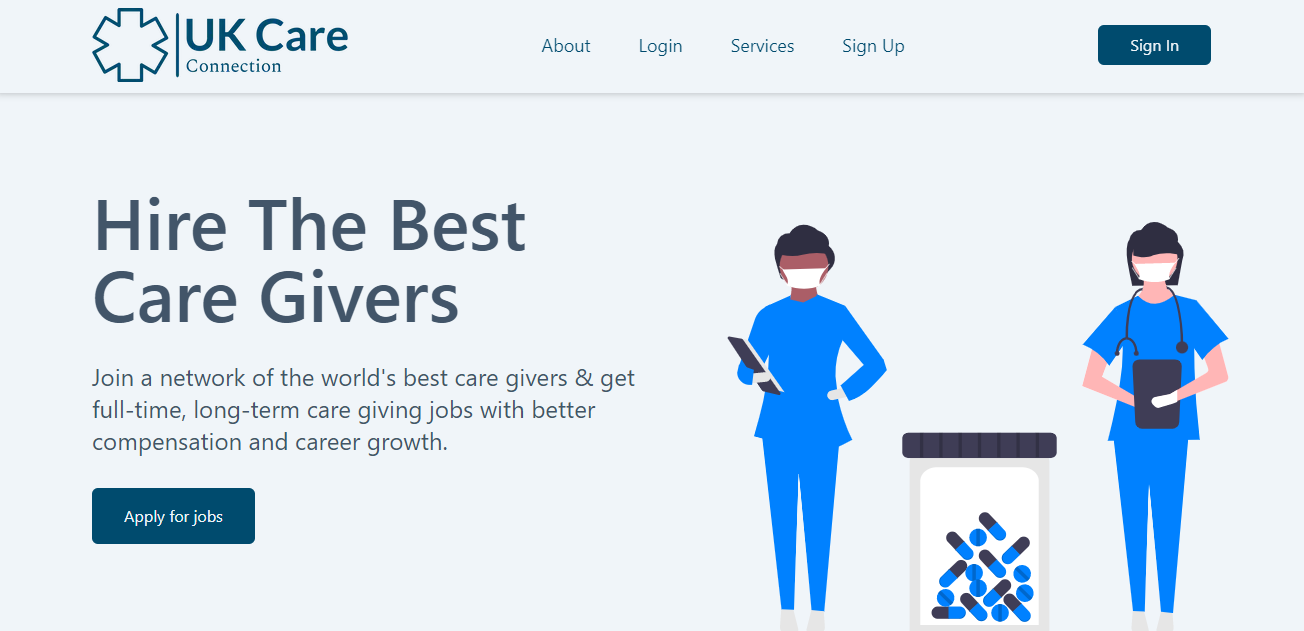 UK Care
Connection
About
Login
Services
Sign Up
Sign In
Hire The Best
Care Givers
Join a network of the world's best care givers & get
full-time, long-term care giving jobs with better
compensation and career growth.
Apply for jobs